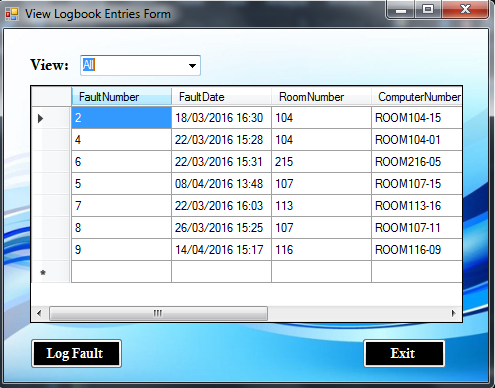 View Logbook Entries Form
View: All
FaultNumber FaultDate RoomNumber ComputerNumber
2 18/03/2016 16:30 104 ROOM104-15
4 22/03/2016 15:28 104 ROOM104-01
6 22/03/2016 15:31 215 ROOM216-05
5 08/04/2016 13:48 107 ROOM107-15
7 22/03/2016 16:03 113 ROOM113-16
8 26/03/2016 15:25 107 ROOM107-11
9 14/04/2016 15:17 116 ROOM116-09
*
Log Fault Exit